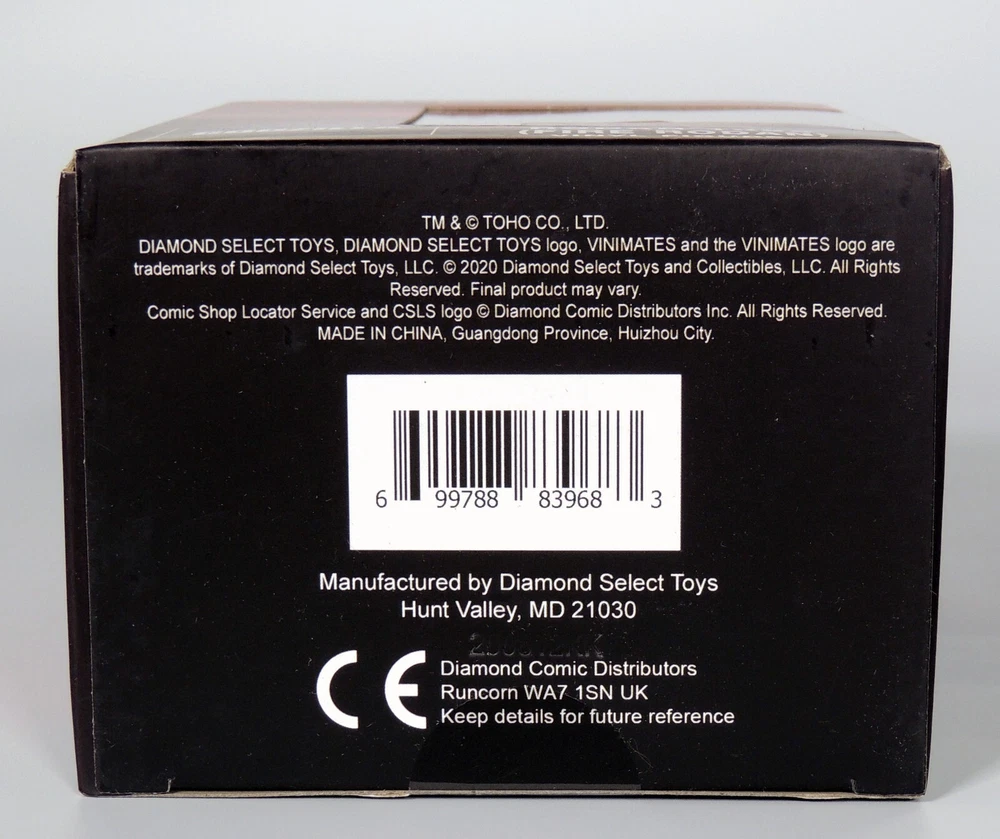 (FIRE RODAN)
TM & © TOHO CO., LTD.
DIAMOND SELECT TOYS, DIAMOND SELECT TOYS logo, VINIMATES and the VINIMATES logo are
trademarks of Diamond Select Toys, LLC. © 2020 Diamond Select Toys and Collectibles, LLC. All Rights
Reserved. Final product may vary.
Comic Shop Locator Service and CSLS logo © Diamond Comic Distributors Inc. All Rights Reserved.
MADE IN CHINA, Guangdong Province, Huizhou City.
6 99788 83968 3
Manufactured by Diamond Select Toys
Hunt Valley, MD 21030
CE
Diamond Comic Distributors
Runcorn WA7 1SN UK
Keep details for future reference